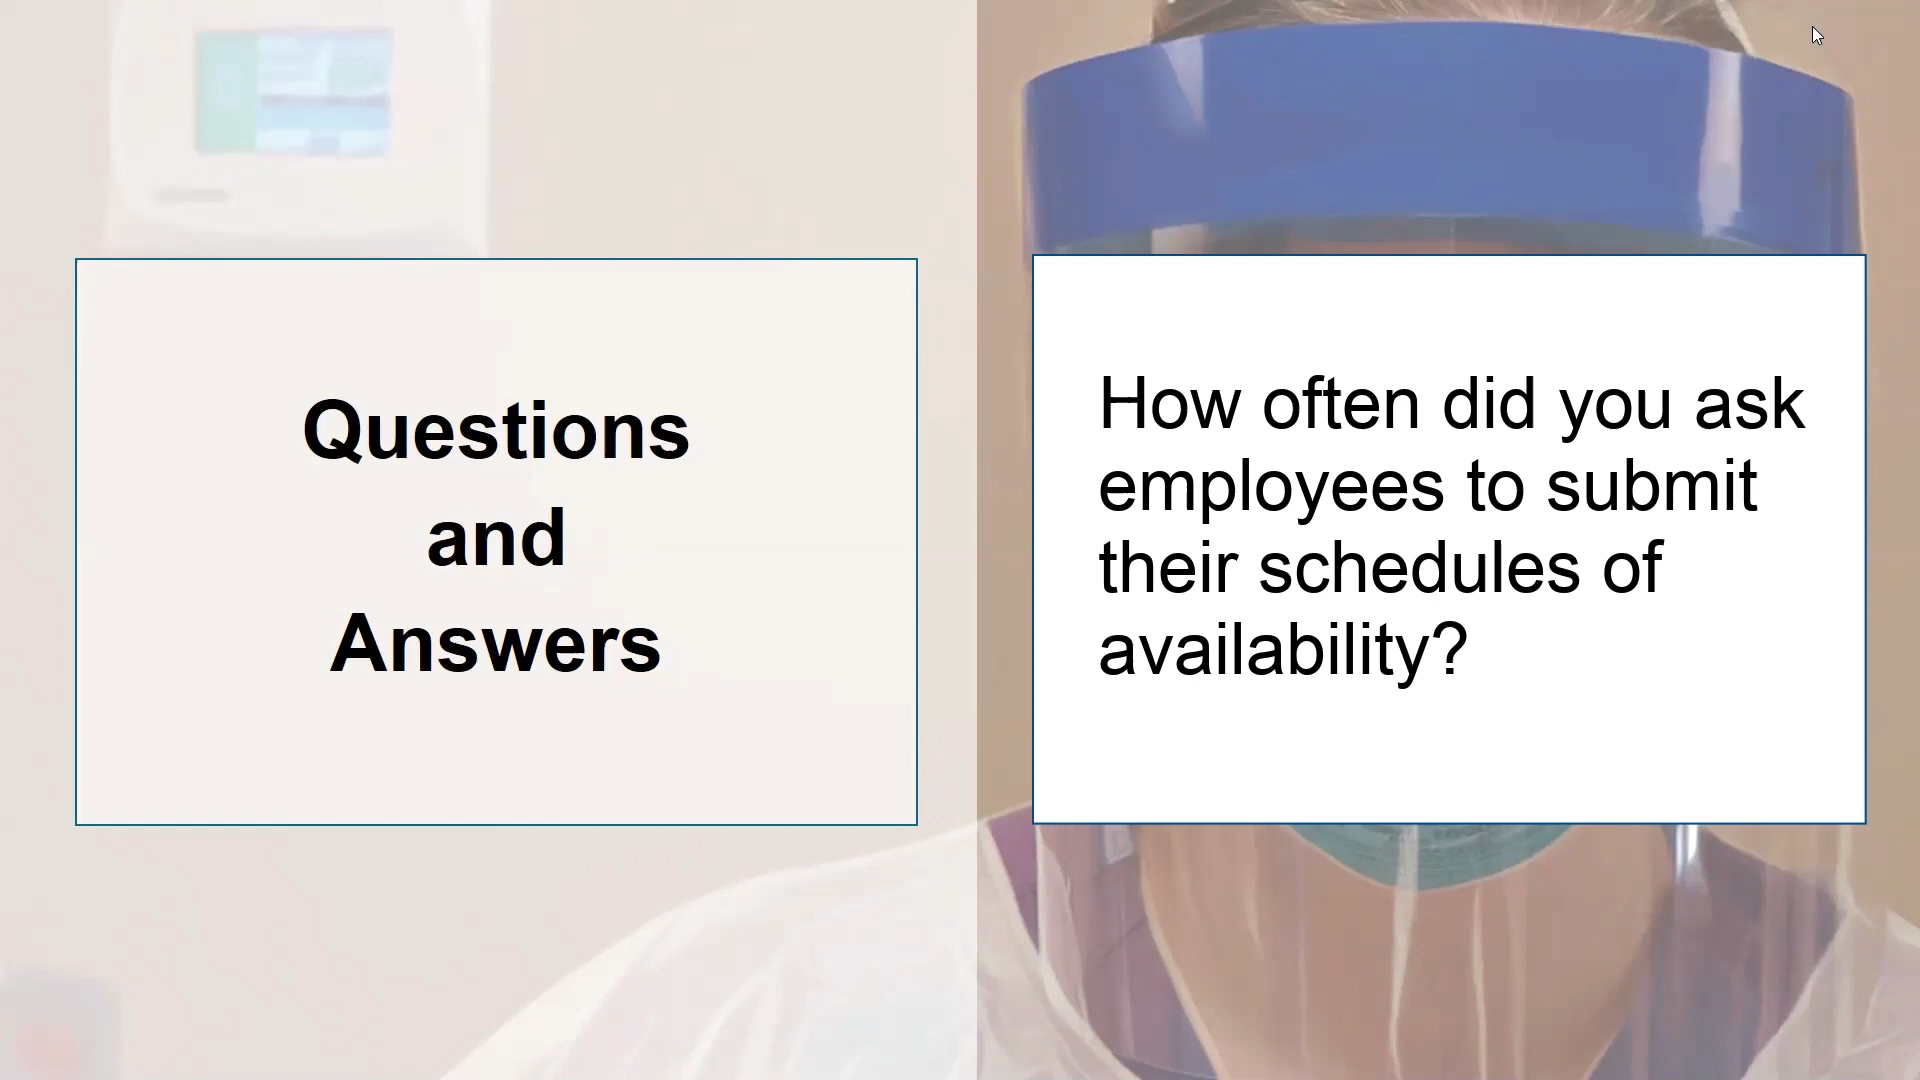 Questions
and
Answers
How often did you ask
employees to submit
their schedules of
availability?